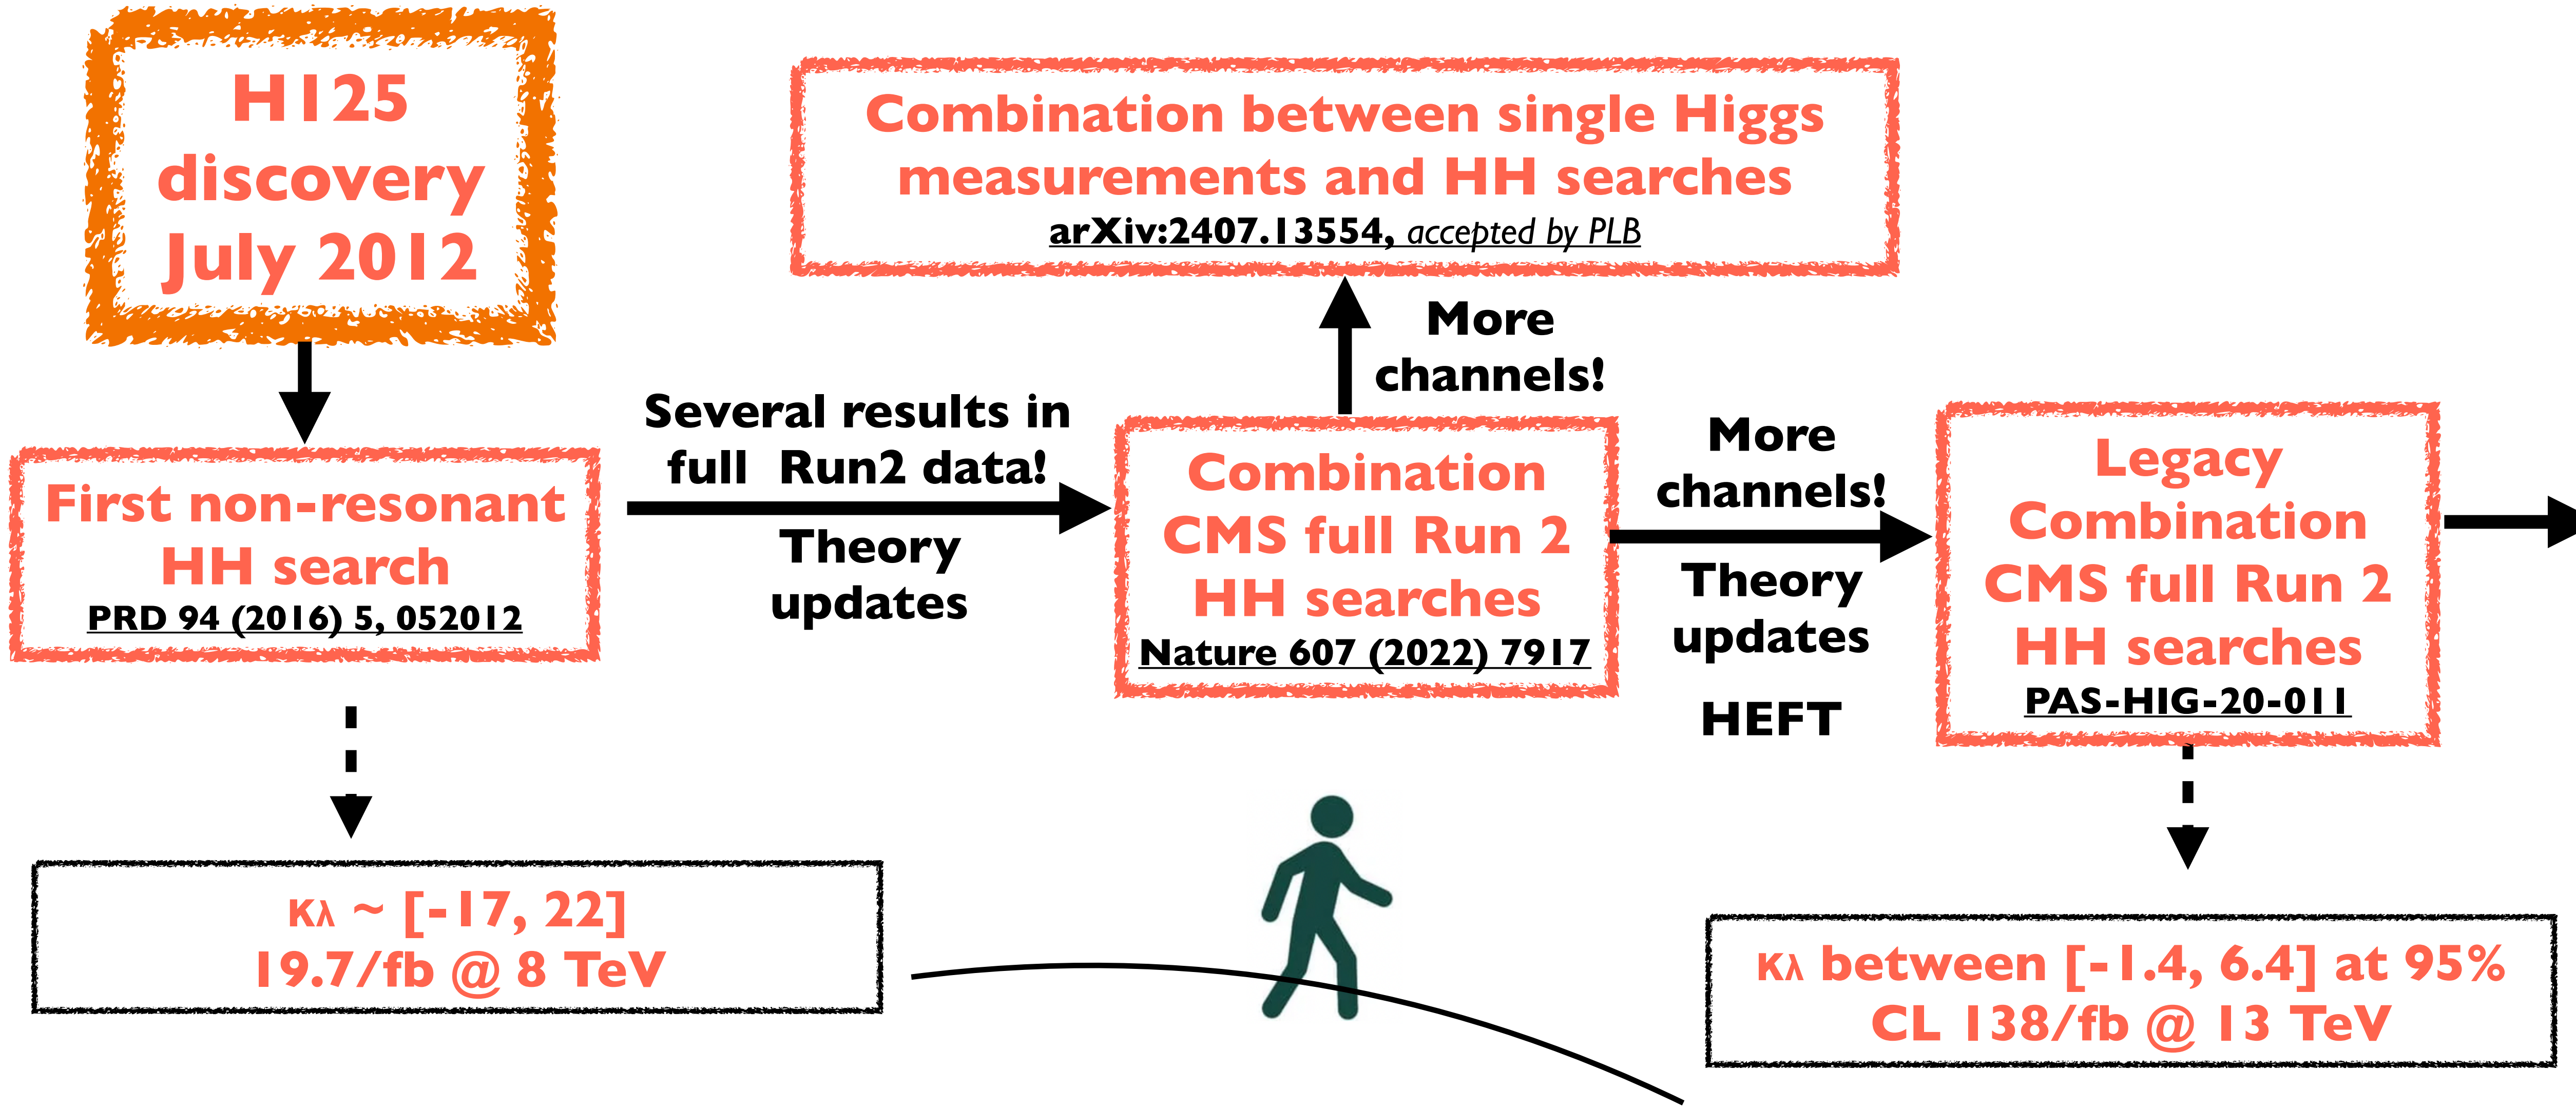 H125
discovery
July 2012
Combination between single Higgs
measurements and HH searches
arXiv:2407.13554, accepted by PLB
More
channels!
First non-resonant
HH search
PRD 94 (2016) 5, 052012
Several results in
full  Run2 data!
Theory
updates
Combination
CMS full Run 2
HH searches
Nature 607 (2022) 7917
More
channels!
Theory
updates
HEFT
Legacy
Combination
CMS full Run 2
HH searches
PAS-HIG-20-011
κλ ~ [-17, 22]
19.7/fb @ 8 TeV
κλ between [-1.4, 6.4] at 95%
CL 138/fb @ 13 TeV